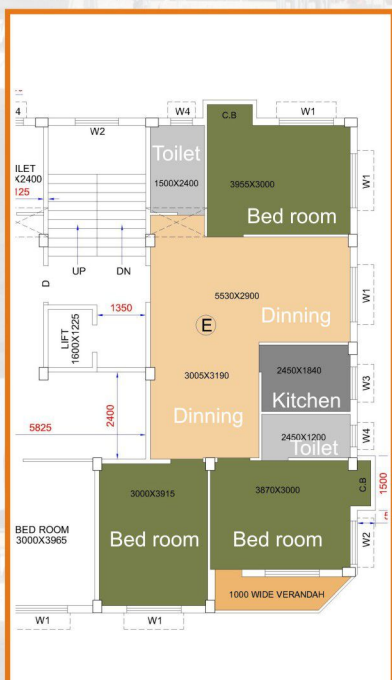 4
W2
W4
C.B
W1
ILET
X2400
125
Toilet
1500X2400
3955X3000
Bed room
W1
UP
DN
D
5530X2900
W1
Dinning
E
1350
LIFT
1600X1225
3005X3190
Dinning
2450X1840
Kitchen
W3
2450X1200
Toilet
W4
5825
2400
3000X3915
Bed room
3870X3000
Bed room
C.B
1500
W2
BED ROOM
3000X3965
1000 WIDE VERANDAH
W1
W1